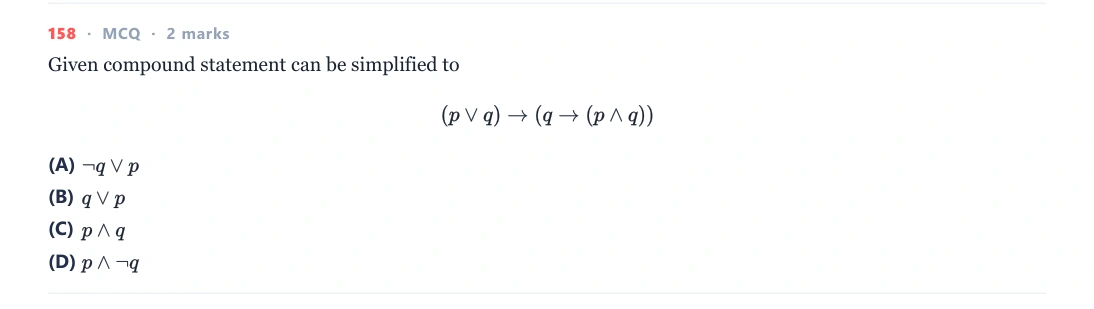 158 · MCQ · 2 marks
Given compound statement can be simplified to
(p ∨ q) → (q → (p ∧ q))
(A) ¬q ∨ p
(B) q ∨ p
(C) p ∧ q
(D) p ∧ ¬q